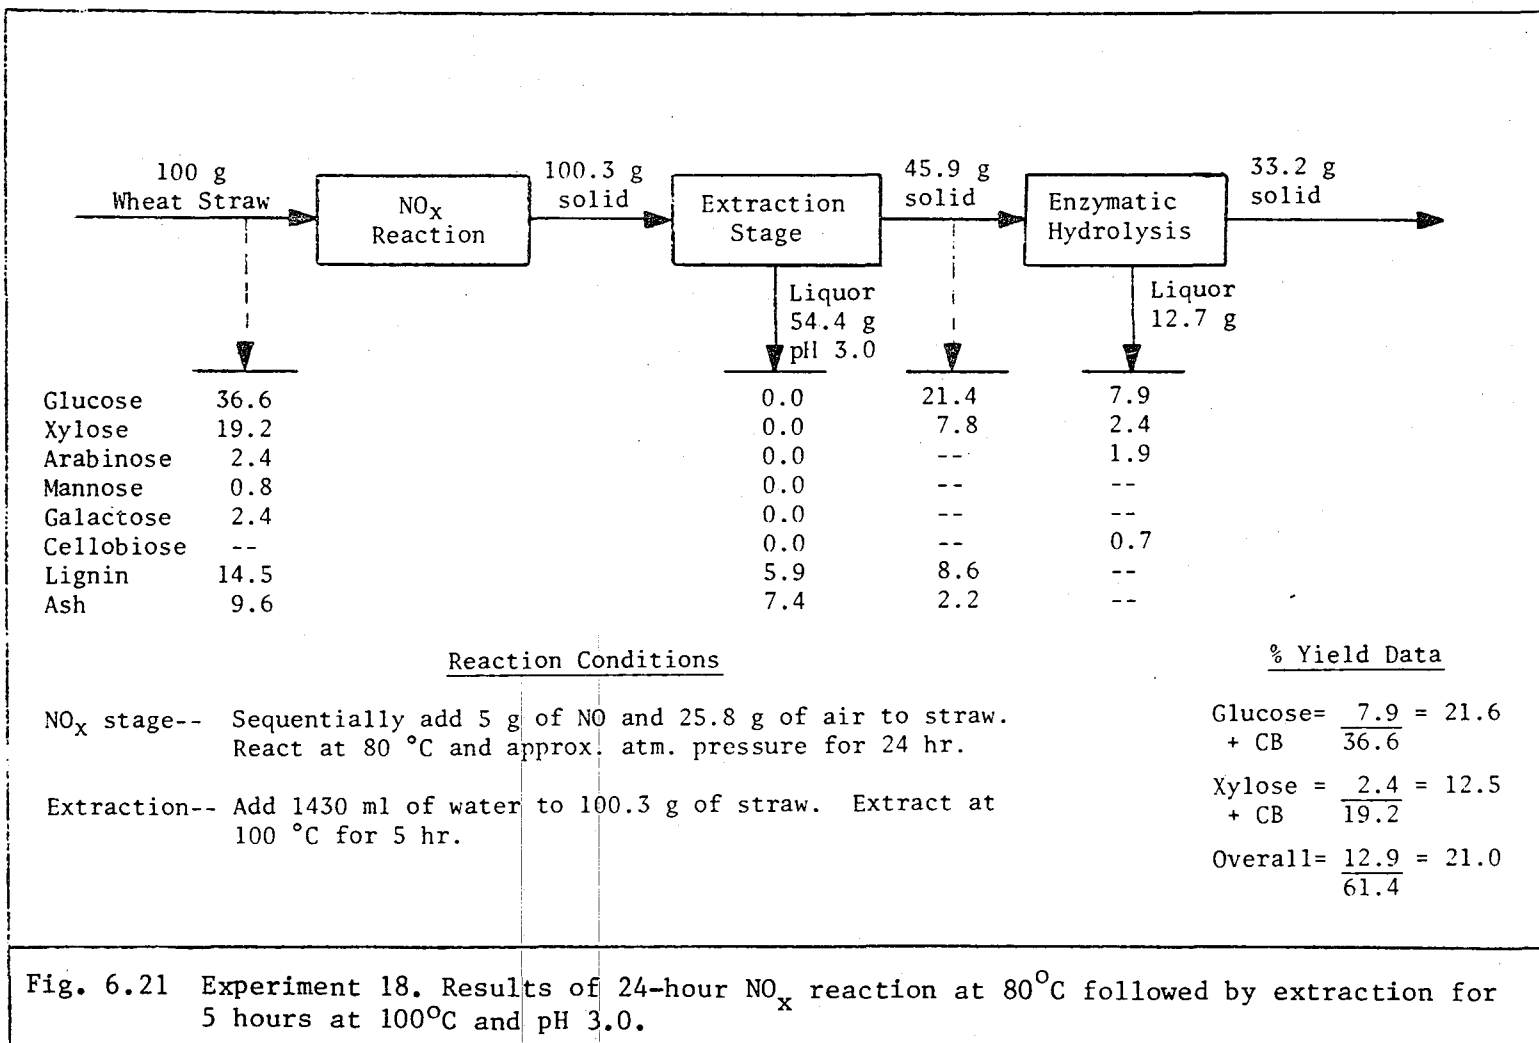 100 g
Wheat Straw
NOx
Reaction
100.3 g
solid
Extraction
Stage
45.9 g
solid
Enzymatic
Hydrolysis
33.2 g
solid
Liquor
54.4 g
pH 3.0
Liquor
12.7 g
Glucose 36.6 0.0 21.4 7.9
Xylose 19.2 0.0 7.8 2.4
Arabinose 2.4 0.0 -- 1.9
Mannose 0.8 0.0 -- --
Galactose 2.4 0.0 -- --
Cellobiose -- 0.0 -- 0.7
Lignin 14.5 5.9 8.6 --
Ash 9.6 7.4 2.2 --
Reaction Conditions
NOx stage-- Sequentially add 5 g of NO and 25.8 g of air to straw.
React at 80 °C and approx. atm. pressure for 24 hr.
Extraction-- Add 1430 ml of water to 100.3 g of straw. Extract at
100 °C for 5 hr.
% Yield Data
Glucose= 7.9 = 21.6
+ CB 36.6
Xylose = 2.4 = 12.5
+ CB 19.2
Overall= 12.9 = 21.0
61.4
Fig. 6.21 Experiment 18. Results of 24-hour NOx reaction at 80°C followed by extraction for
5 hours at 100°C and pH 3.0.